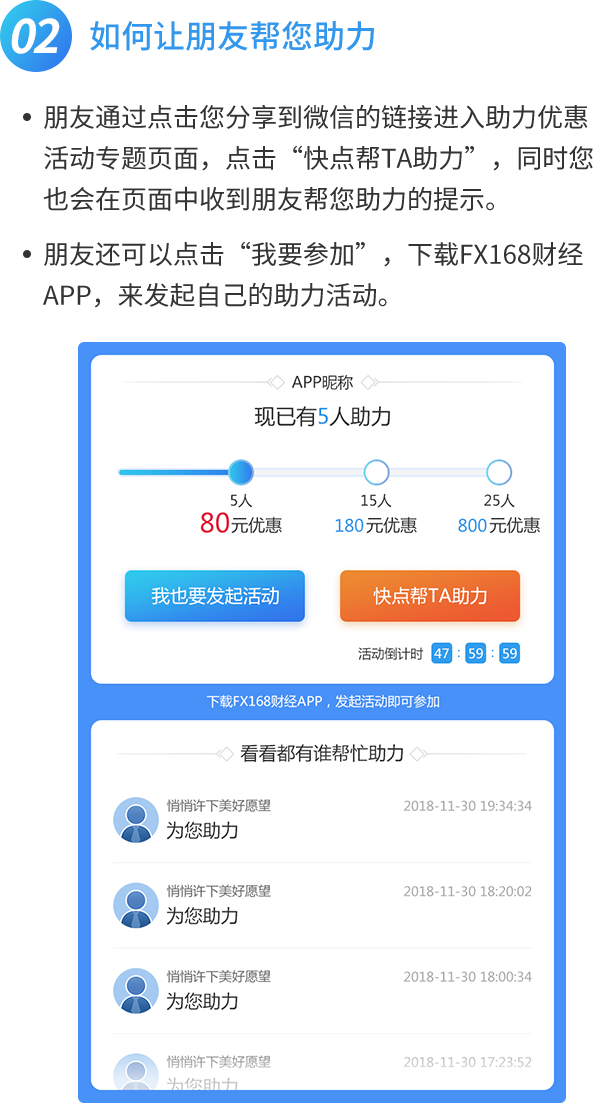 02 如何让朋友帮您助力
• 朋友通过点击您分享到微信的链接进入助力优惠
活动专题页面，点击“快点帮TA助力”，同时您
也会在页面中收到朋友帮您助力的提示。
• 朋友还可以点击“我要参加”，下载FX168财经
APP，来发起自己的助力活动。
APP昵称
现已有5人助力
5人 15人 25人
80元优惠 180元优惠 800元优惠
我也要发起活动 快点帮TA助力
活动倒计时 47 : 59 : 59
下载FX168财经APP，发起活动即可参加
看看都有谁帮忙助力
悄悄许下美好愿望 2018-11-30 19:34:34
为您助力
悄悄许下美好愿望 2018-11-30 18:20:02
为您助力
悄悄许下美好愿望 2018-11-30 18:00:34
为您助力
悄悄许下美好愿望 2018-11-30 17:23:52
为您助力